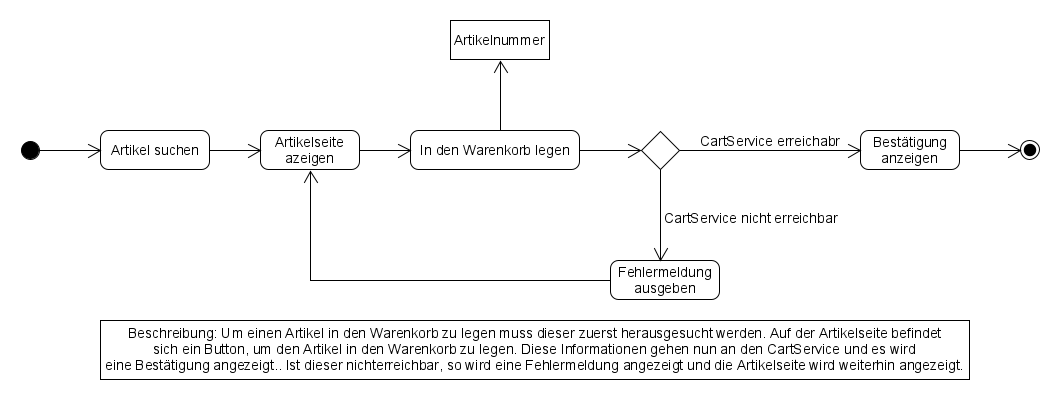 Artikelnummer
Artikel suchen
Artikelseite
azeigen
In den Warenkorb legen
CartService erreichabr
Bestätigung
anzeigen
CartService nicht erreichbar
Fehlermeldung
ausgeben
Beschreibung: Um einen Artikel in den Warenkorb zu legen muss dieser zuerst herausgesucht werden. Auf der Artikelseite befindet
sich ein Button, um den Artikel in den Warenkorb zu legen. Diese Informationen gehen nun an den CartService und es wird
eine Bestätigung angezeigt.. Ist dieser nichterreichbar, so wird eine Fehlermeldung angezeigt und die Artikelseite wird weiterhin angezeigt.